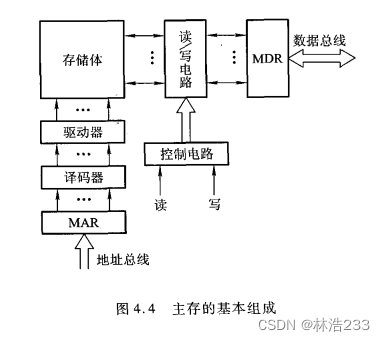 存储体
读/写电路
MDR
数据总线
驱动器
控制电路
译码器
读
写
MAR
地址总线
图 4.4 主存的基本组成
CSDN @林浩233